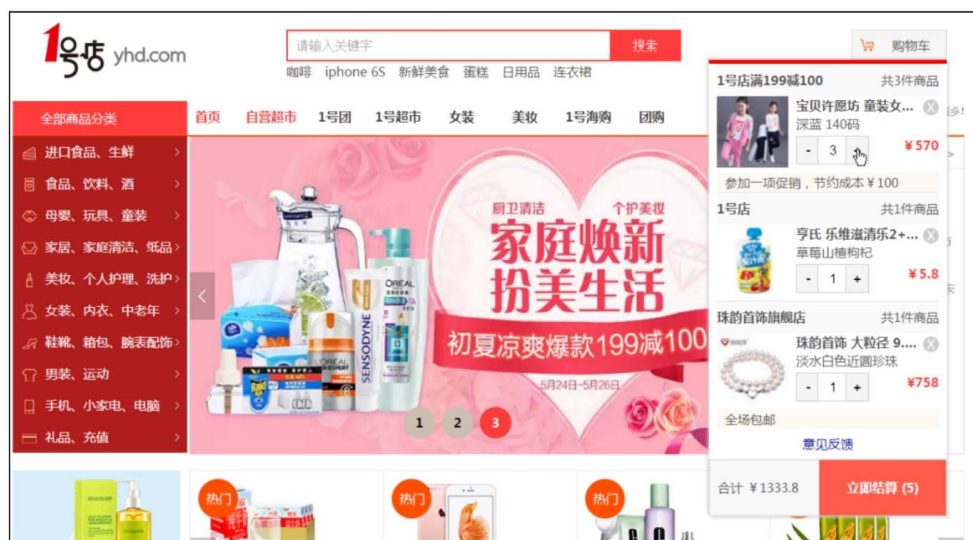 1号店 yhd.com
请输入关键字
搜索
购物车
咖啡 iphone 6S 新鲜美食 蛋糕 日用品 连衣裙
全部商品分类
首页 自营超市 1号团 1号超市 女装 美妆 1号海购 团购
进口食品、生鲜
食品、饮料、酒
母婴、玩具、童装
家居、家庭清洁、纸品
美妆、个人护理、洗护
女装、内衣、中老年
鞋靴、箱包、腕表配饰
男装、运动
手机、小家电、电脑
礼品、充值
厨卫清洁 个护美妆
家庭焕新
扮美生活
初夏凉爽爆款199减100
5月24日-5月26日
L'OREAL
SENSODYNE
L'OREAL
MEN EXPERT
Raid
1 2 3
1号店满199减100 共3件商品
宝贝许愿坊 童装女...
深蓝 140码
- 3 +
¥570
参加一项促销，节约成本¥100
1号店 共1件商品
亨氏 乐维滋清乐2+...
草莓山楂枸杞
- 1 +
¥5.8
珠韵首饰旗舰店 共1件商品
珠韵首饰 大粒径 9....
淡水白色近圆珍珠
- 1 +
¥758
全场包邮
意见反馈
合计 ¥1333.8
立即结算 (5)
热门
热门
热门